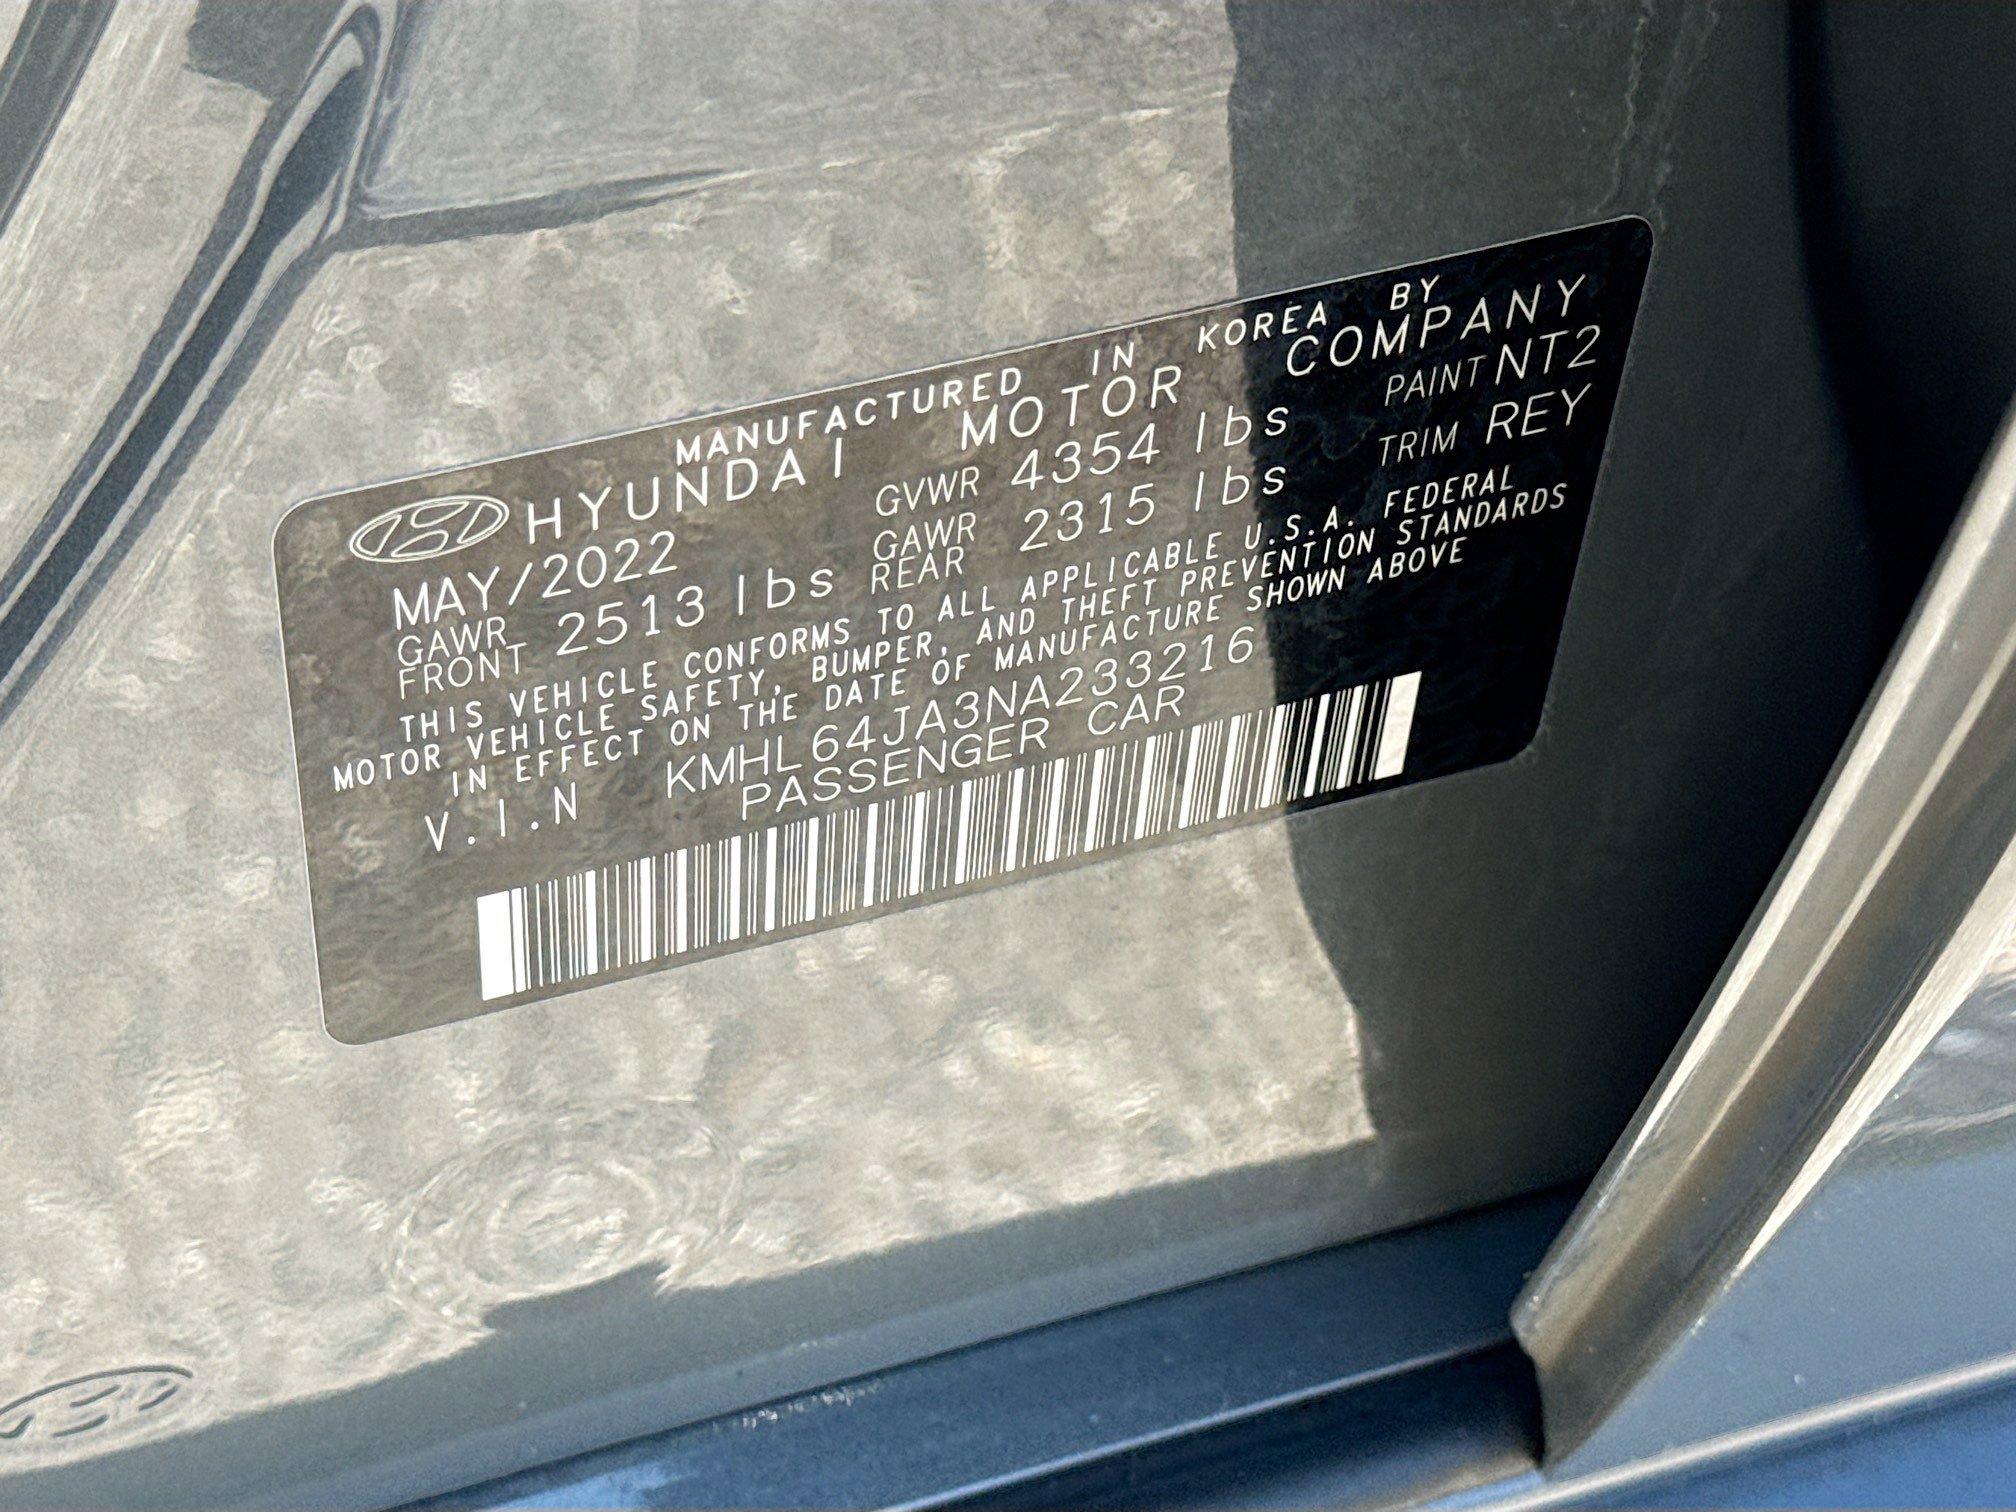 MANUFACTURED IN KOREA BY
HYUNDAI MOTOR COMPANY
MAY/2022 GVWR 4354 lbs PAINT NT2
GAWR FRONT 2513 lbs GAWR REAR 2315 lbs TRIM REY
THIS VEHICLE CONFORMS TO ALL APPLICABLE U.S.A. FEDERAL
MOTOR VEHICLE SAFETY, BUMPER, AND THEFT PREVENTION STANDARDS
IN EFFECT ON THE DATE OF MANUFACTURE SHOWN ABOVE
V.I.N KMHL64JA3NA233216
PASSENGER CAR